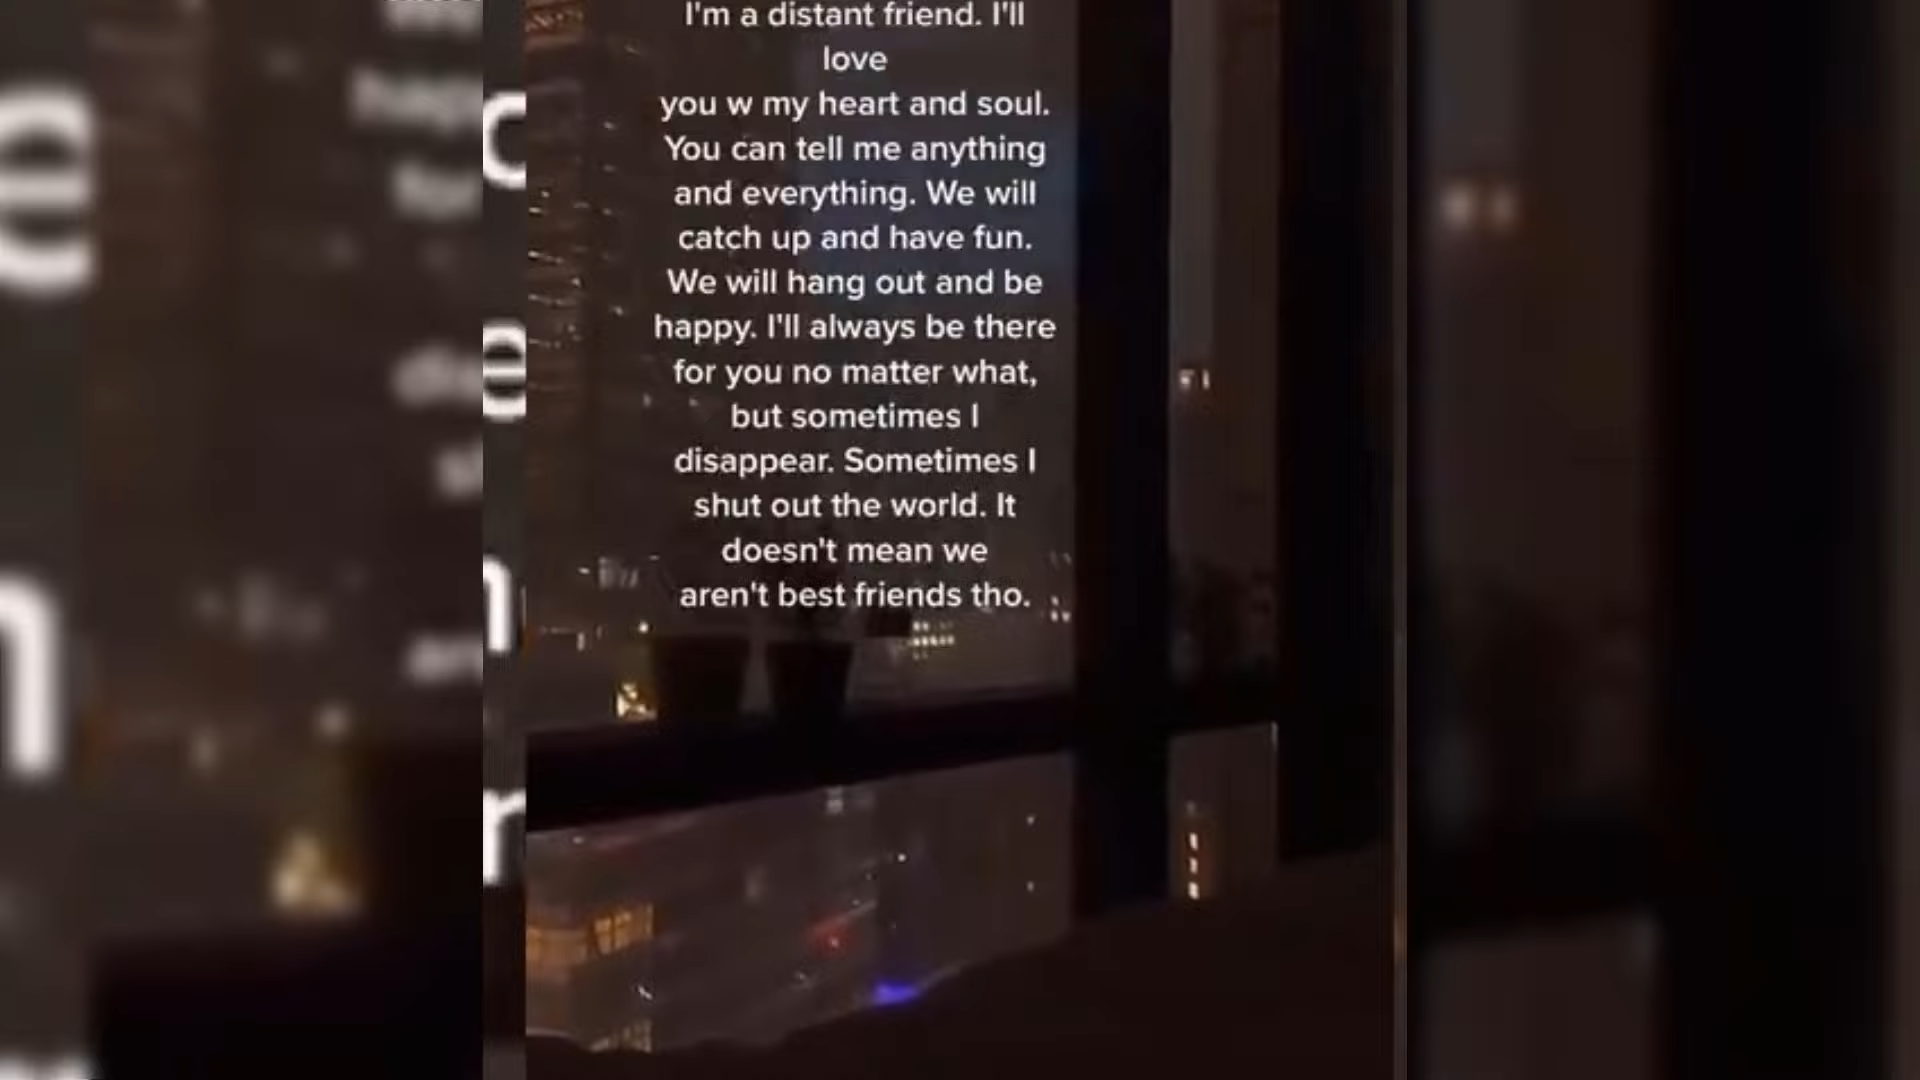 I'm a distant friend. I'll
love
you w my heart and soul.
You can tell me anything
and everything. We will
catch up and have fun.
We will hang out and be
happy. I'll always be there
for you no matter what,
but sometimes I
disappear. Sometimes I
shut out the world. It
doesn't mean we
aren't best friends tho.